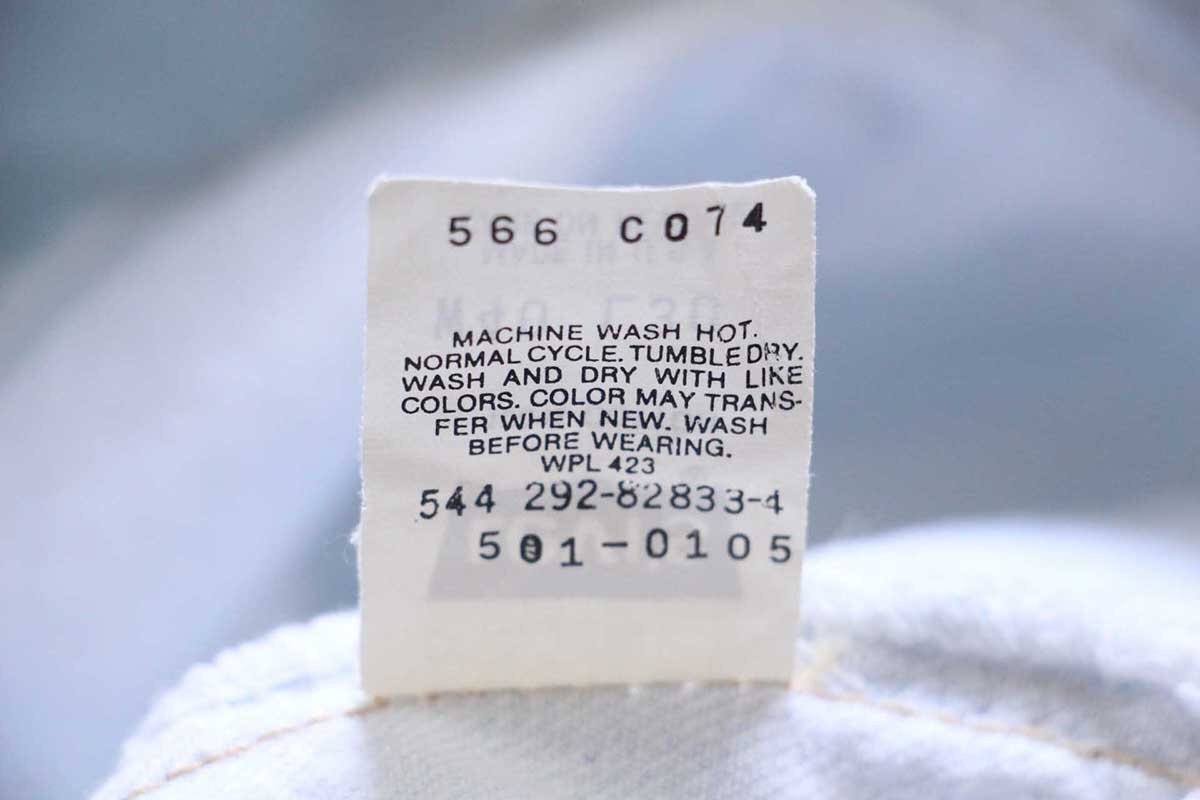 566 C074
MACHINE WASH HOT.
NORMAL CYCLE. TUMBLE DRY.
WASH AND DRY WITH LIKE
COLORS. COLOR MAY TRANS-
FER WHEN NEW. WASH
BEFORE WEARING.
WPL 423
544 292-82833-4
501-0105